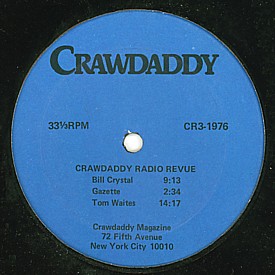 CRAWDADDY
33⅓RPM CR3-1976
CRAWDADDY RADIO REVUE
Bill Crystal 9:13
Gazette 2:34
Tom Waites 14:17
Crawdaddy Magazine
72 Fifth Avenue
New York City 10010